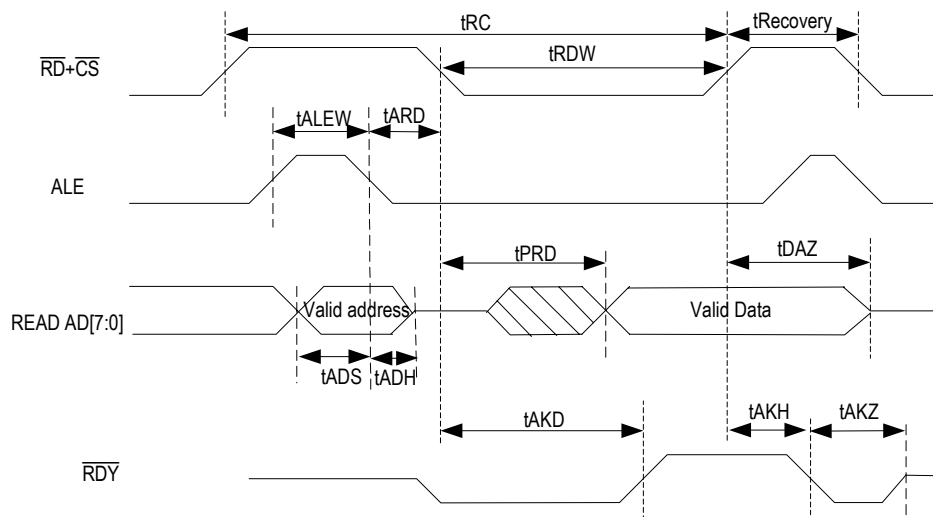 tRC
tRecovery
RD+CS
tRDW
tALEW
tARD
ALE
tPRD
tDAZ
READ AD[7:0]
Valid address
Valid Data
tADS
tADH
tAKD
tAKH
tAKZ
RDY